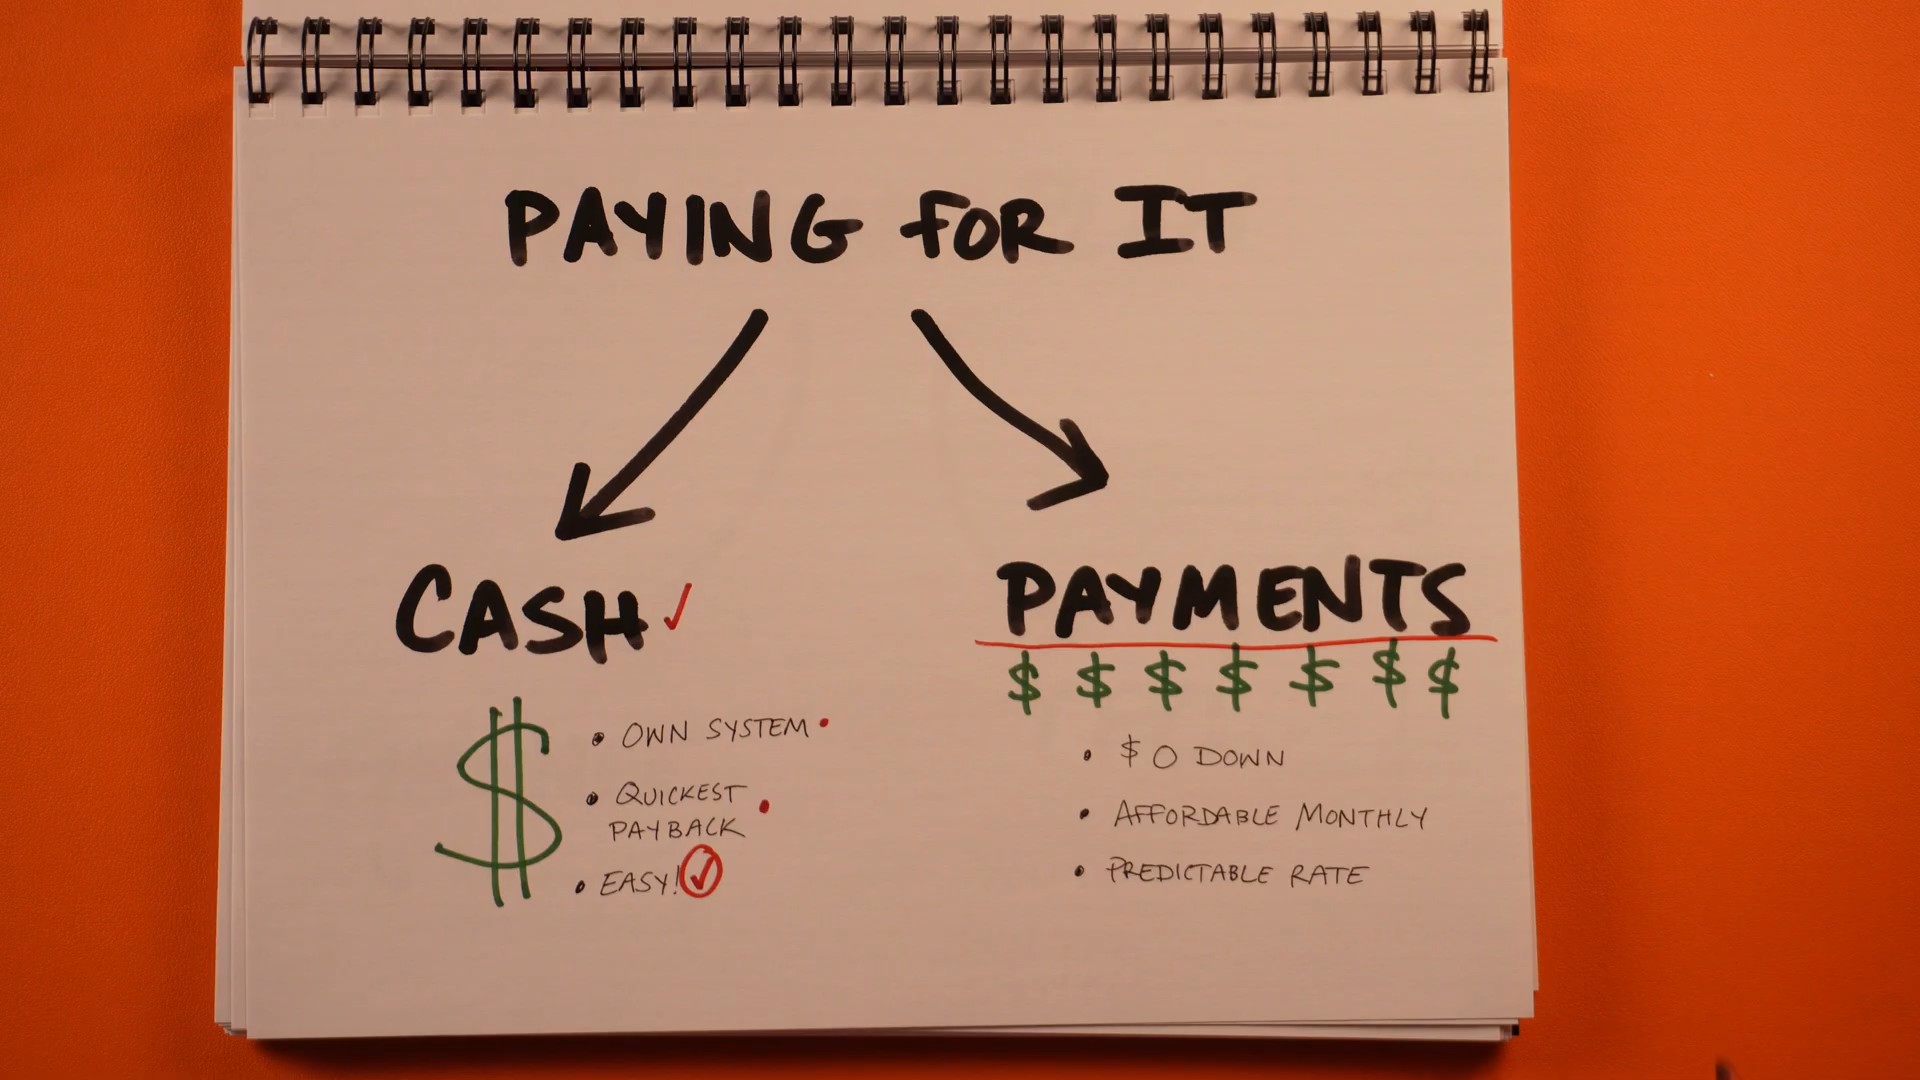 PAYING FOR IT
CASH ✓
$
• OWN SYSTEM •
• QUICKEST •
PAYBACK
• EASY! ✓
PAYMENTS
$ $ $ $ $ $ $
• $0 DOWN
• AFFORDABLE MONTHLY
• PREDICTABLE RATE